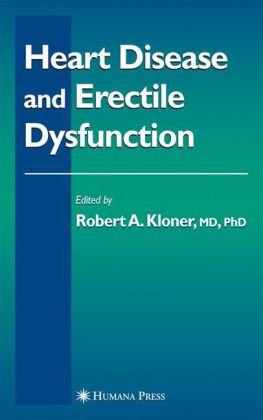 Heart Disease
and Erectile
Dysfunction
Edited by
Robert A. Kloner, MD, PhD
HUMANA PRESS